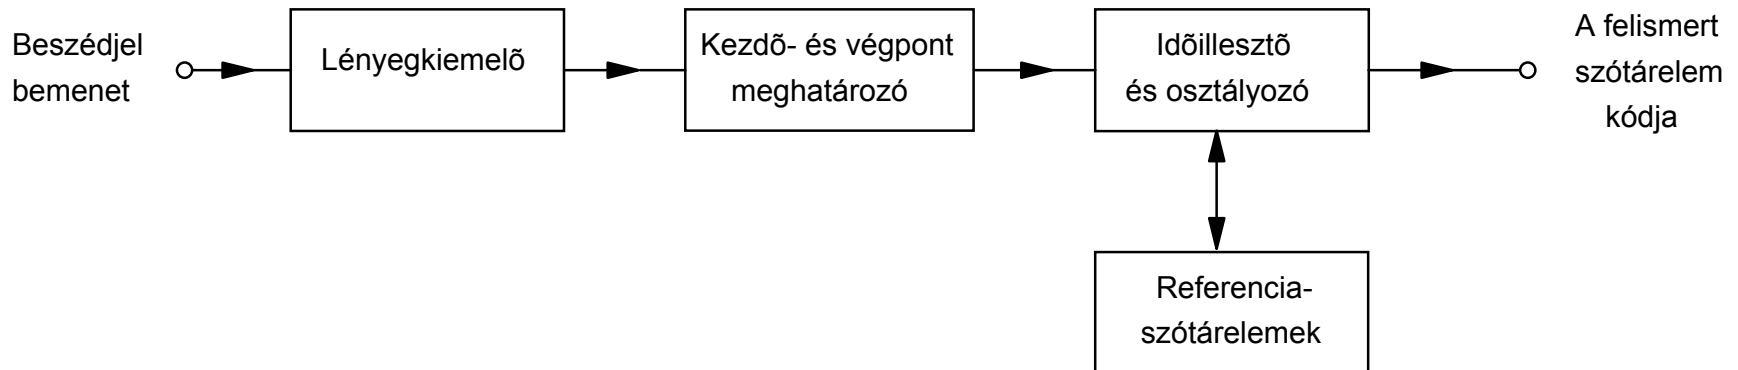 Beszédjel
bemenet
Lényegkiemelõ
Kezdõ- és végpont
meghatározó
Idõillesztõ
és osztályozó
A felismert
szótárelem
kódja
Referencia-
szótárelemek